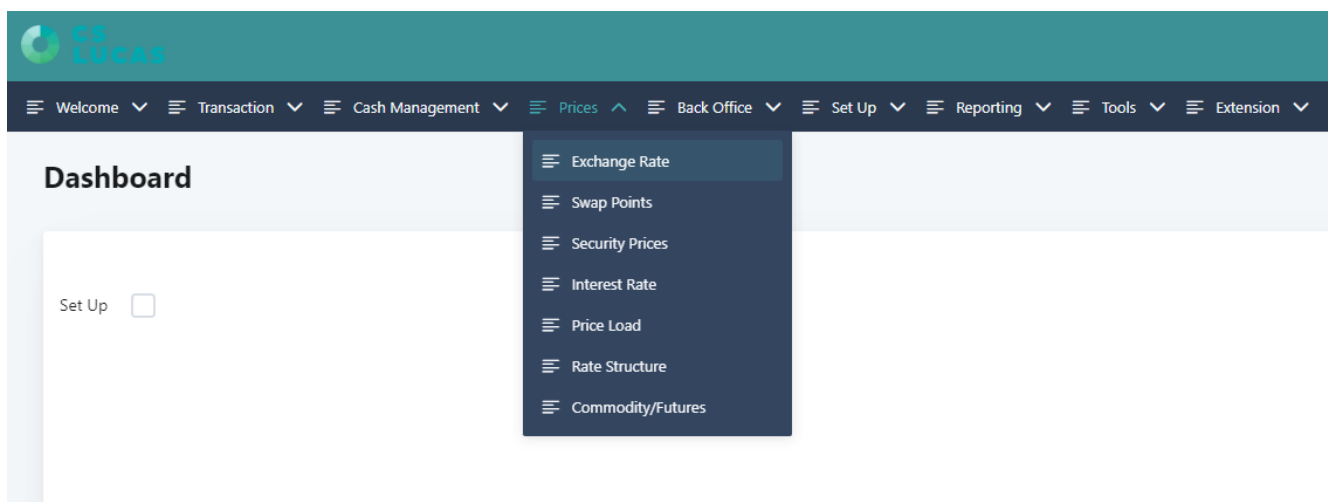 CS
LUCAS
Welcome Transaction Cash Management Prices Back Office Set Up Reporting Tools Extension
Dashboard
Exchange Rate
Swap Points
Security Prices
Interest Rate
Set Up
Price Load
Rate Structure
Commodity/Futures